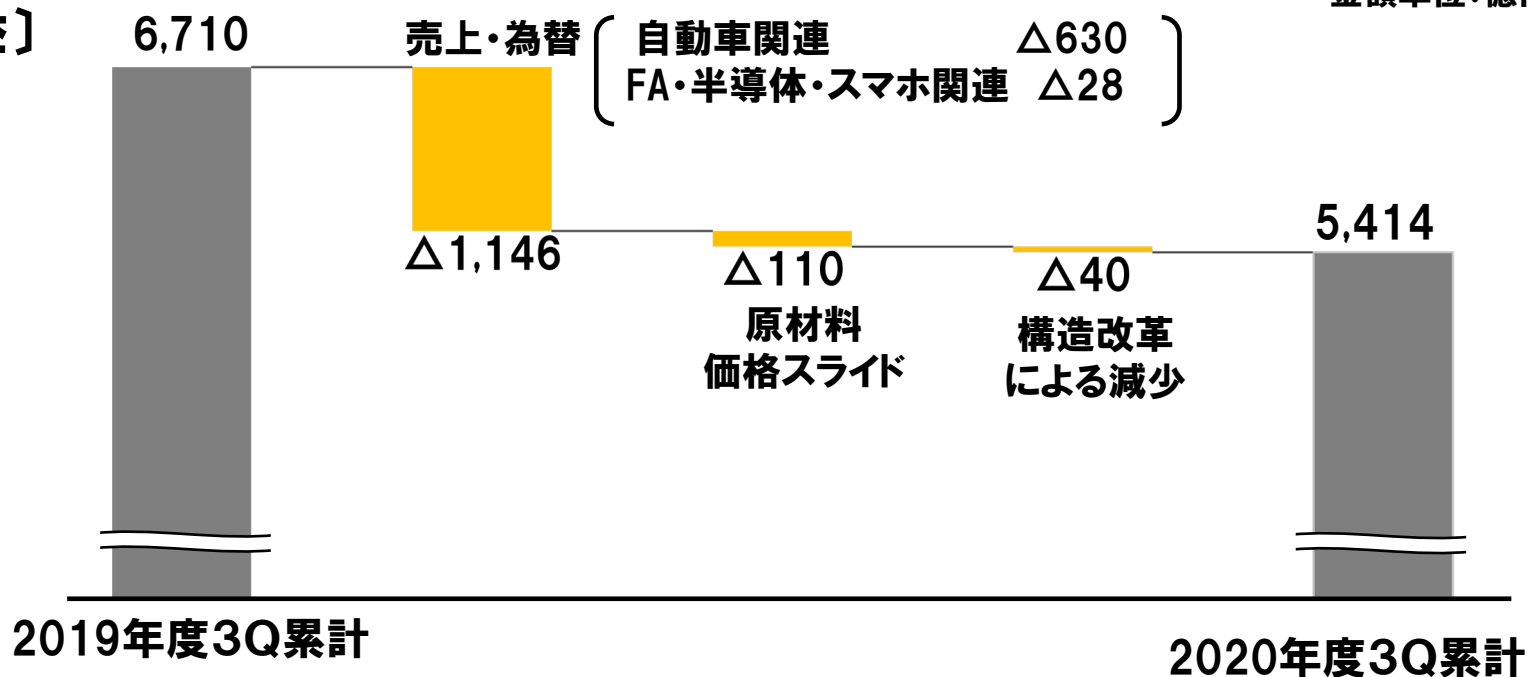 】
6,710
売上・為替
自動車関連 △630
FA・半導体・スマホ関連 △28
5,414
△1,146
△110
△40
原材料
価格スライド
構造改革
による減少
2019年度3Q累計
2020年度3Q累計